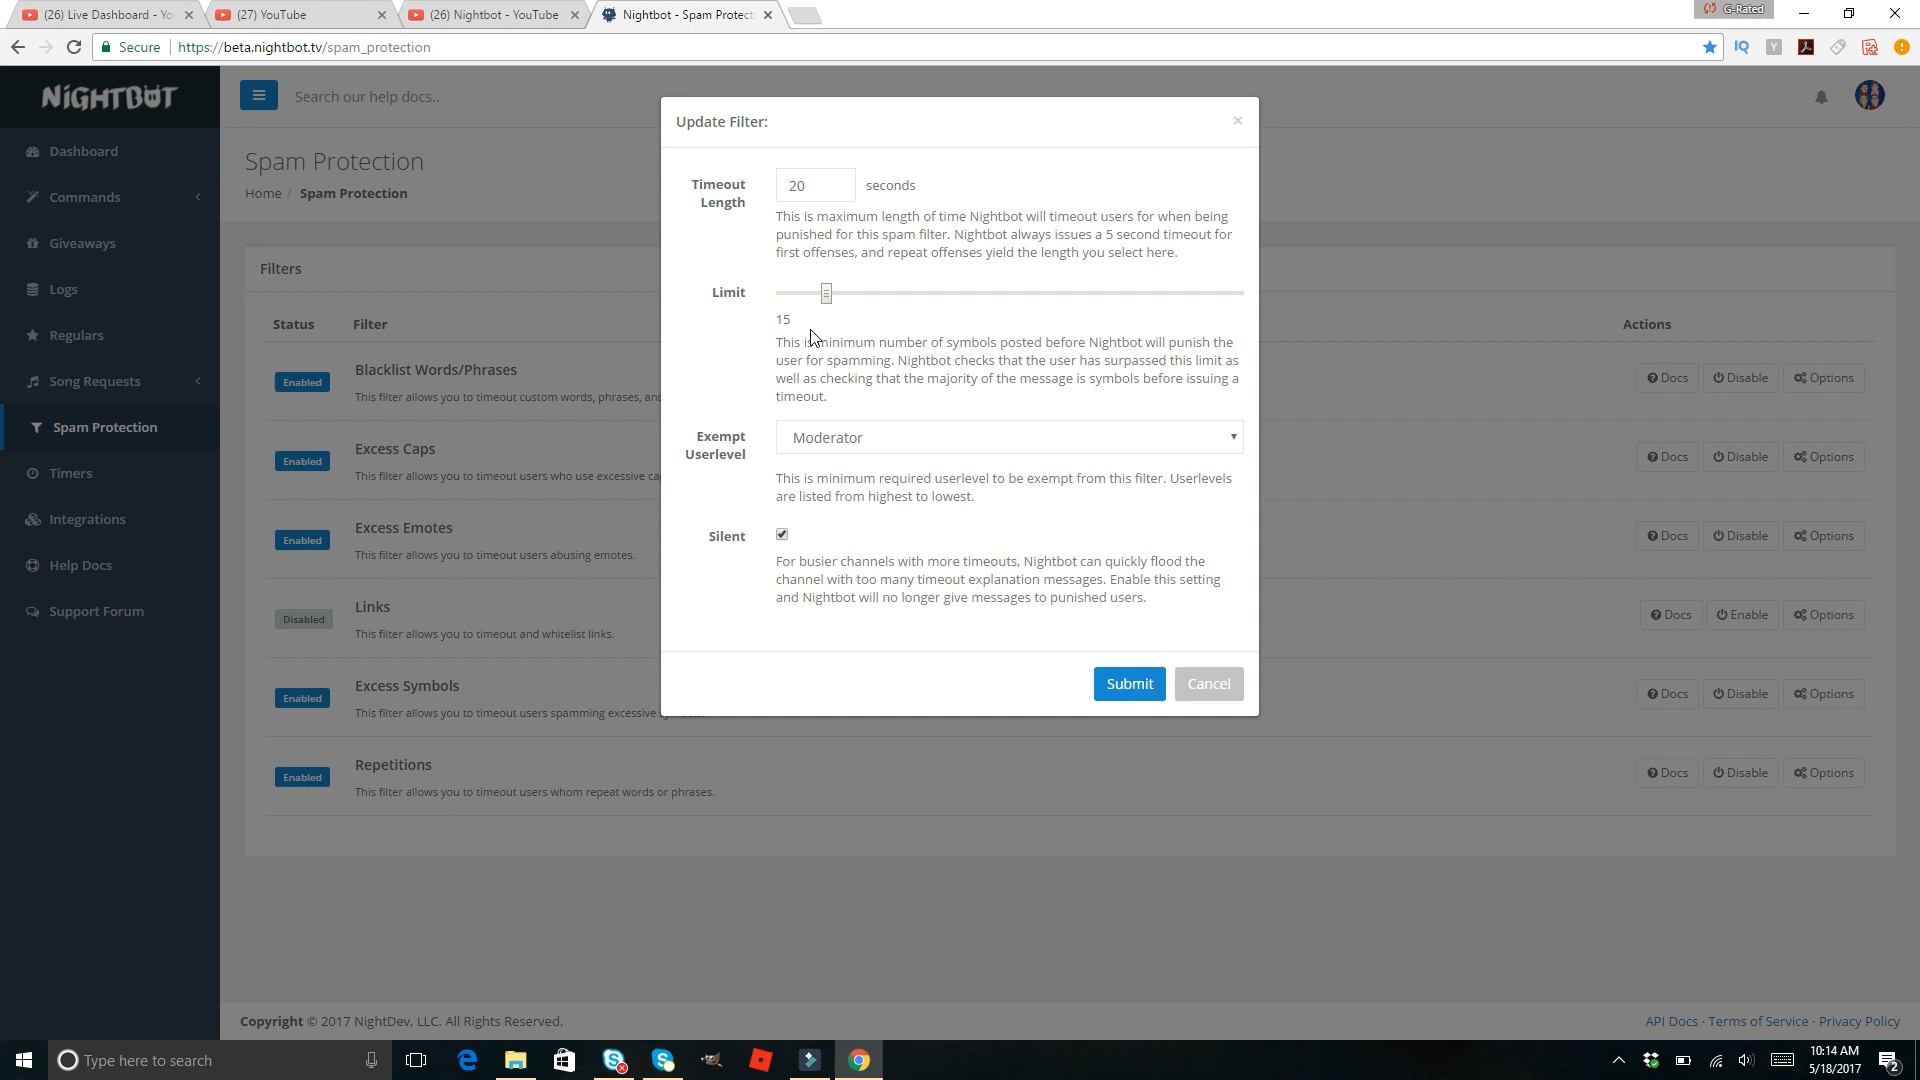 (26) Live Dashboard - Yo
(27) YouTube
(26) Nightbot - YouTube
Nightbot - Spam Protect
G-Rated
Secure
https://beta.nightbot.tv/spam_protection
IQ
Y
NIGHTBOT
Search our help docs..
Dashboard
Commands
Giveaways
Logs
Regulars
Song Requests
Spam Protection
Timers
Integrations
Help Docs
Support Forum
Spam Protection
Home / Spam Protection
Filters
Status Filter Actions
Enabled
Blacklist Words/Phrases
This filter allows you to timeout custom words, phrases, and
Docs Disable Options
Enabled
Excess Caps
This filter allows you to timeout users who use excessive ca
Docs Disable Options
Enabled
Excess Emotes
This filter allows you to timeout users abusing emotes.
Docs Disable Options
Disabled
Links
This filter allows you to timeout and whitelist links.
Docs Enable Options
Enabled
Excess Symbols
This filter allows you to timeout users spamming excessive
Docs Disable Options
Enabled
Repetitions
This filter allows you to timeout users whom repeat words or phrases.
Docs Disable Options
Update Filter:
×
Timeout
Length
20 seconds
This is maximum length of time Nightbot will timeout users for when being
punished for this spam filter. Nightbot always issues a 5 second timeout for
first offenses, and repeat offenses yield the length you select here.
Limit
15
This is minimum number of symbols posted before Nightbot will punish the
user for spamming. Nightbot checks that the user has surpassed this limit as
well as checking that the majority of the message is symbols before issuing a
timeout.
Exempt
Userlevel
Moderator
This is minimum required userlevel to be exempt from this filter. Userlevels
are listed from highest to lowest.
Silent
For busier channels with more timeouts, Nightbot can quickly flood the
channel with too many timeout explanation messages. Enable this setting
and Nightbot will no longer give messages to punished users.
Submit Cancel
Copyright © 2017 NightDev, LLC. All Rights Reserved.
API Docs · Terms of Service · Privacy Policy
Type here to search
10:14 AM
5/18/2017
2